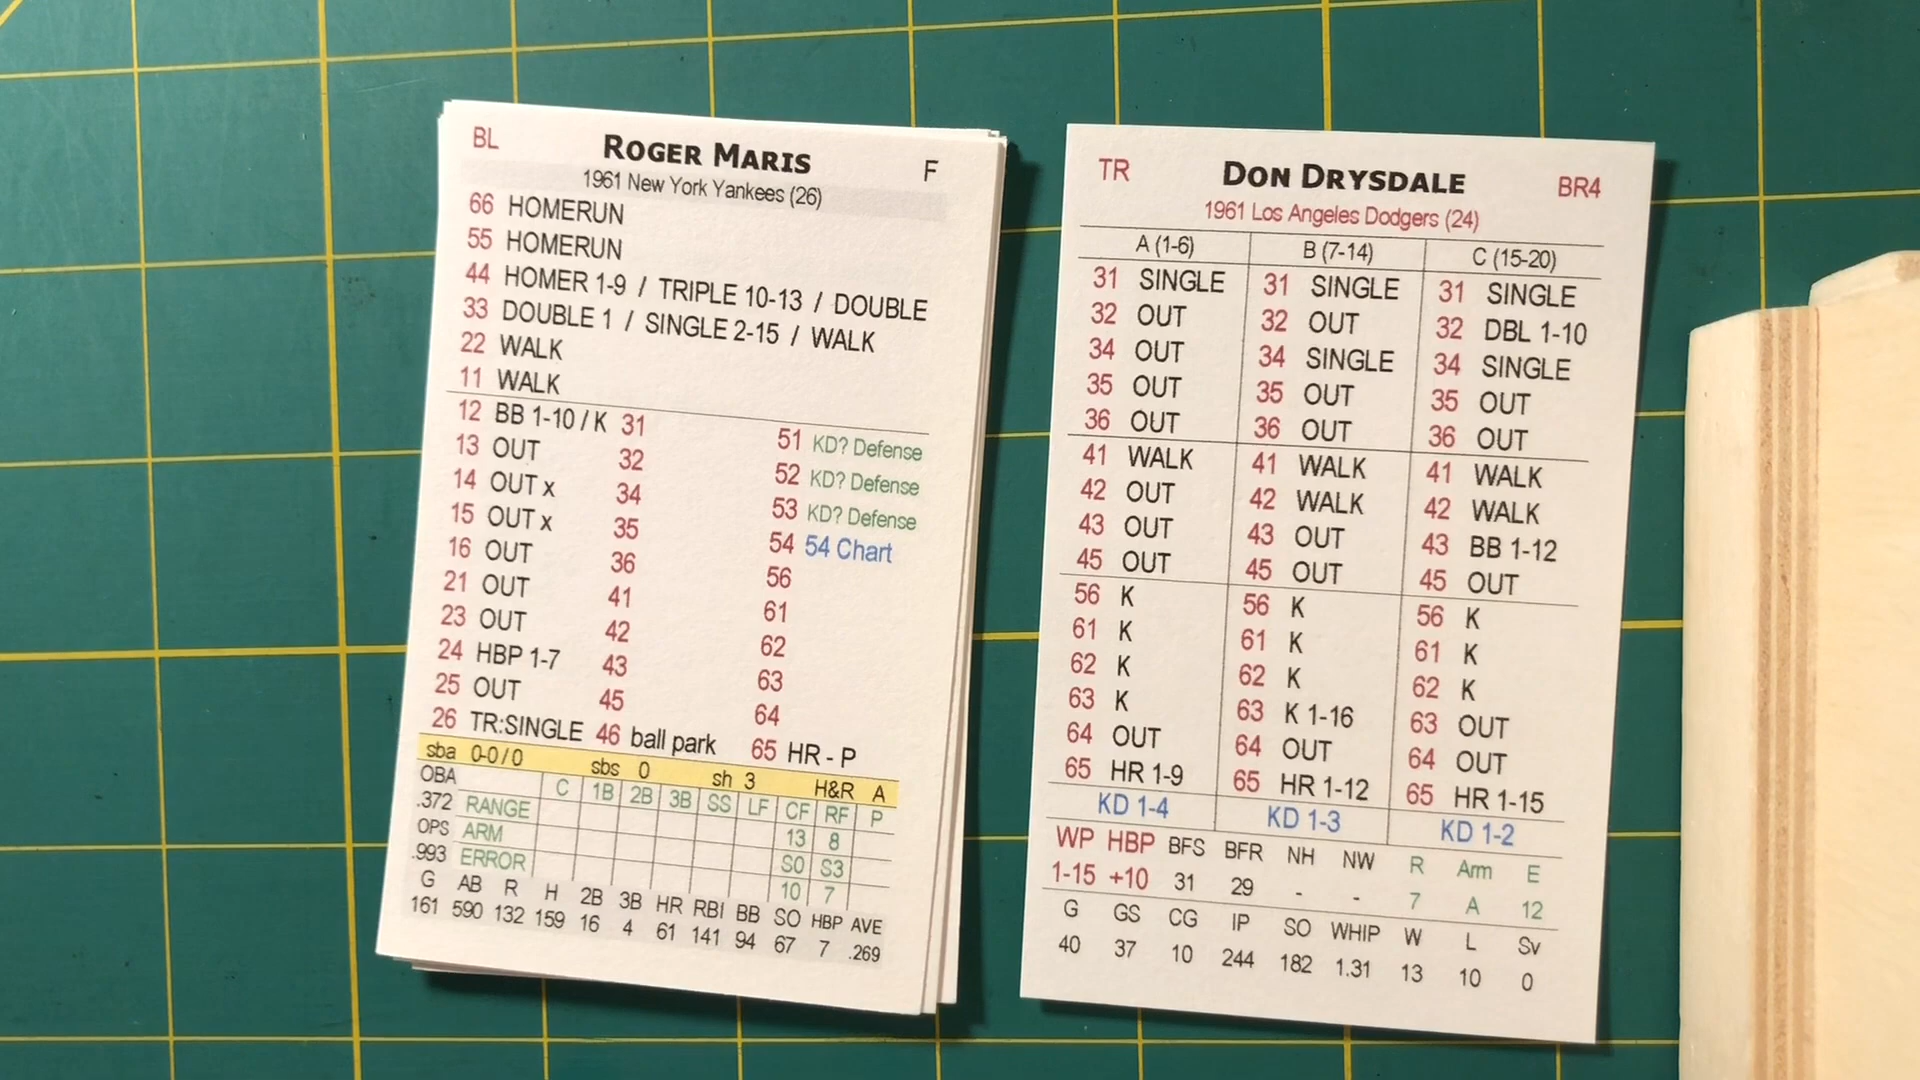 BL ROGER MARIS F
1961 New York Yankees (26)
66 HOMERUN
55 HOMERUN
44 HOMER 1-9 / TRIPLE 10-13 / DOUBLE
33 DOUBLE 1 / SINGLE 2-15 / WALK
22 WALK
11 WALK
12 BB 1-10 / K 31 51 KD? Defense
13 OUT 32 52 KD? Defense
14 OUT x 34 53 KD? Defense
15 OUT x 35 54 54 Chart
16 OUT 36 56
21 OUT 41 61
23 OUT 42 62
24 HBP 1-7 43 63
25 OUT 45 64
26 TR:SINGLE 46 ball park 65 HR - P
sba 0-0 / 0 sbs 0 sh 3 H&R A
OBA C 1B 2B 3B SS LF CF RF P
.372 RANGE 13 8
OPS ARM S0 S3
.993 ERROR 10 7
G AB R H 2B 3B HR RBI BB SO HBP AVE
161 590 132 159 16 4 61 141 94 67 7 .269
TR DON DRYSDALE BR4
1961 Los Angeles Dodgers (24)
A (1-6) B (7-14) C (15-20)
31 SINGLE 31 SINGLE 31 SINGLE
32 OUT 32 OUT 32 DBL 1-10
34 OUT 34 SINGLE 34 SINGLE
35 OUT 35 OUT 35 OUT
36 OUT 36 OUT 36 OUT
41 WALK 41 WALK 41 WALK
42 OUT 42 WALK 42 WALK
43 OUT 43 OUT 43 BB 1-12
45 OUT 45 OUT 45 OUT
56 K 56 K 56 K
61 K 61 K 61 K
62 K 62 K 62 K
63 K 63 K 1-16 63 OUT
64 OUT 64 OUT 64 OUT
65 HR 1-9 65 HR 1-12 65 HR 1-15
KD 1-4 KD 1-3 KD 1-2
WP HBP BFS BFR NH NW R Arm E
1-15 +10 31 29 - - 7 A 12
G GS CG IP SO WHIP W L Sv
40 37 10 244 182 1.31 13 10 0